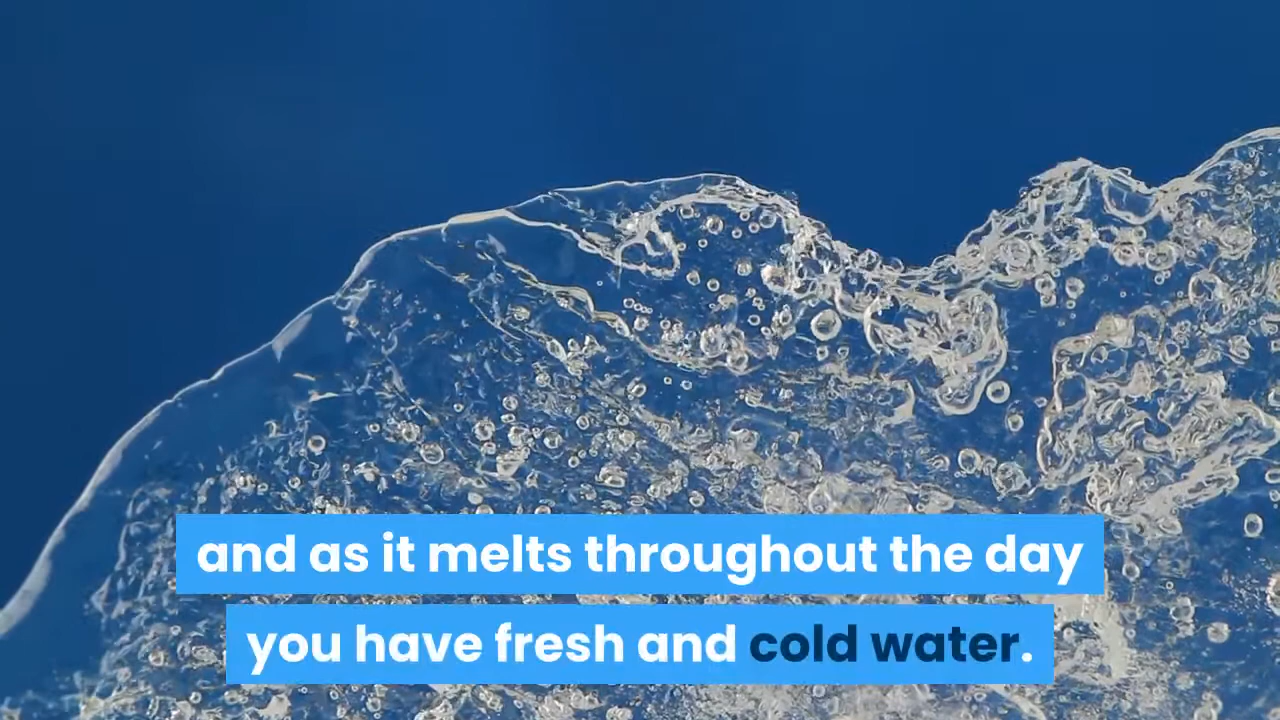 and as it melts throughout the day
you have fresh and cold water.